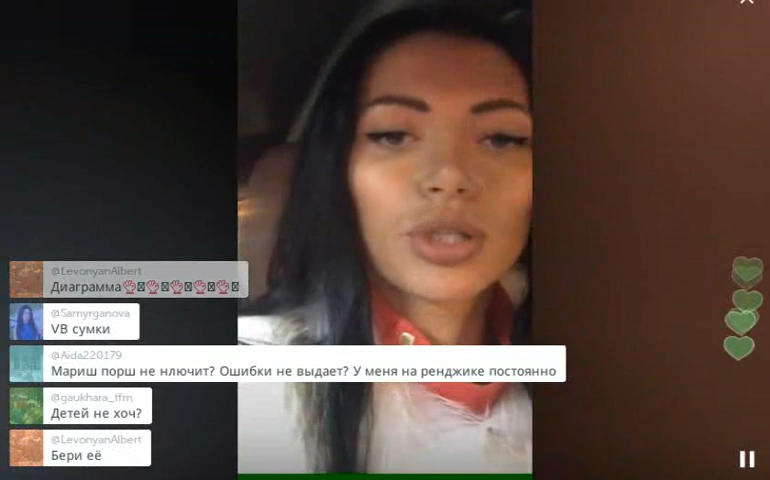 @LevonyanAlbert
Диаграмма
@Samyrganova
VB сумки
@Aida220179
Мариш порш не нлючит? Ошибки не выдает? У меня на ренджике постоянно
@gaukhara_ffm
Детей не хоч?
@LevonyanAlbert
Бери её